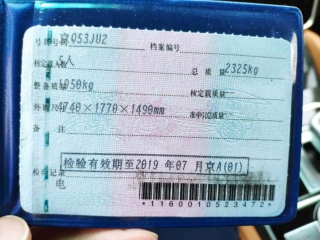 号牌号码 京Q53JU2 档案编号
核定载人数 5人 总质量 2325kg
整备质量 1850kg 核定载质量
外廓尺寸 4740×1770×1490mm 准牵引总质量
备注
检验有效期至2019年07月京A(01)
检验记录
电
*1160010523472*